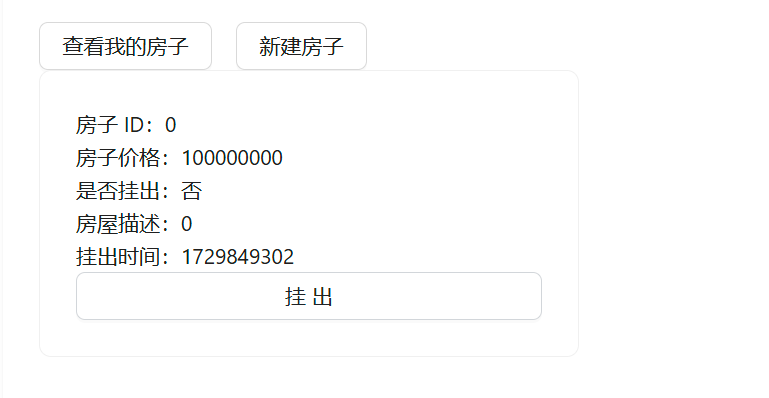 查看我的房子 新建房子
房子 ID：0
房子价格：100000000
是否挂出：否
房屋描述：0
挂出时间：1729849302
挂 出